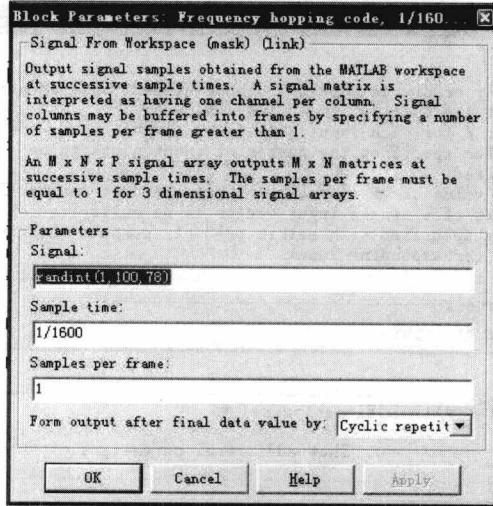 Block Parameters: Frequency hopping code, 1/160...
Signal From Workspace (mask) (link)
Output signal samples obtained from the MATLAB workspace
at successive sample times. A signal matrix is
interpreted as having one channel per column. Signal
columns may be buffered into frames by specifying a number
of samples per frame greater than 1.
An M x N x P signal array outputs M x N matrices at
successive sample times. The samples per frame must be
equal to 1 for 3 dimensional signal arrays.
Parameters
Signal:
randint(1,100,78)
Sample time:
1/1600
Samples per frame:
1
Form output after final data value by: Cyclic repetit
OK Cancel Help Apply